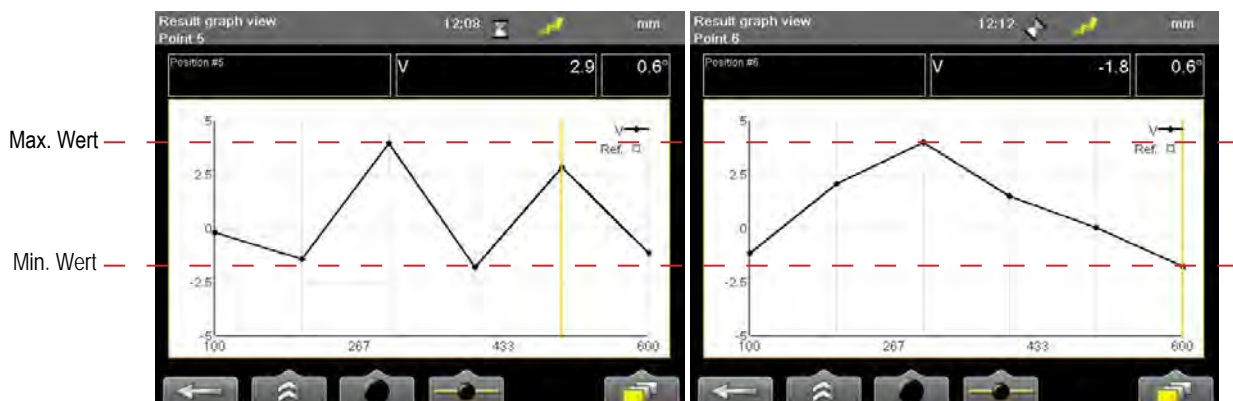 Result graph view 12:08 mm
Point 5
Position #5 V 2.9 0.6°
5
V
Ref.
2.5
0
-2.5
-5
100 267 433 600
Result graph view 12:12 mm
Point 6
Position #6 V -1.8 0.6°
5
V
Ref.
2.5
0
-2.5
-5
100 267 433 600
Max. Wert
Min. Wert